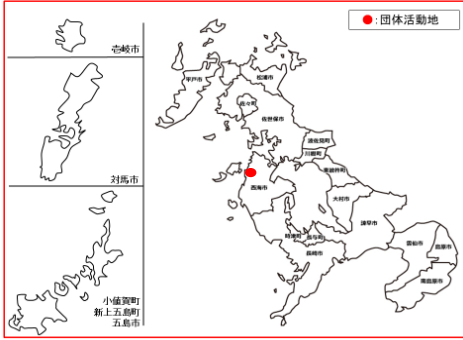 ●:団体活動地
壱岐市
対馬市
小値賀町
新上五島町
五島市
平戸市
松浦市
佐々町
佐世保市
波佐見町
川棚町
東彼杵町
西海市
大村市
諫早市
時津町
長与町
長崎市
雲仙市
島原市
南島原市